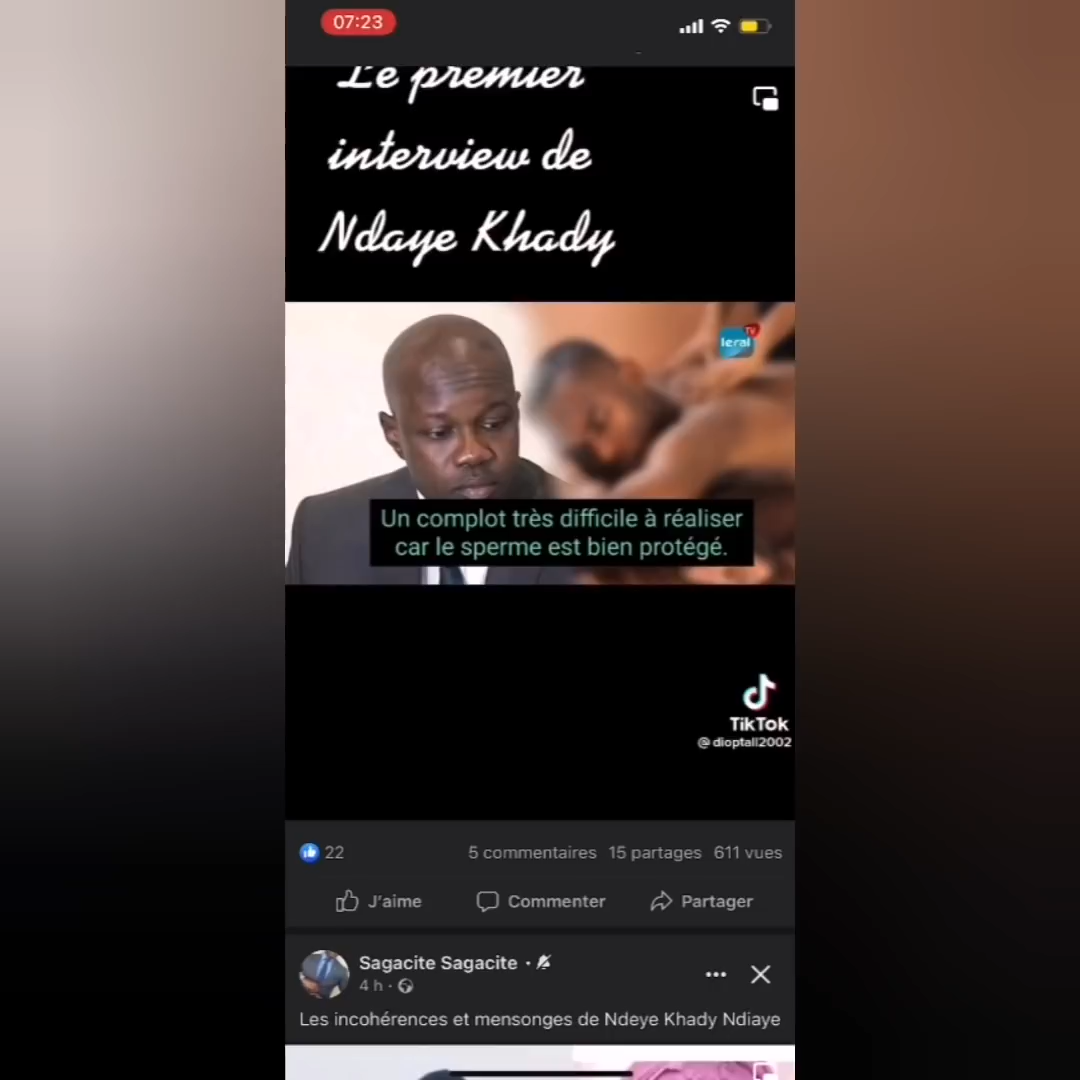 07:23
Le premier
interview de
Ndaye Khady
TV
leral
Un complot très difficile à réaliser
car le sperme est bien protégé.
TikTok
@dioptall2002
22
5 commentaires 15 partages 611 vues
J'aime Commenter Partager
Sagacite Sagacite
4 h
Les incohérences et mensonges de Ndeye Khady Ndiaye